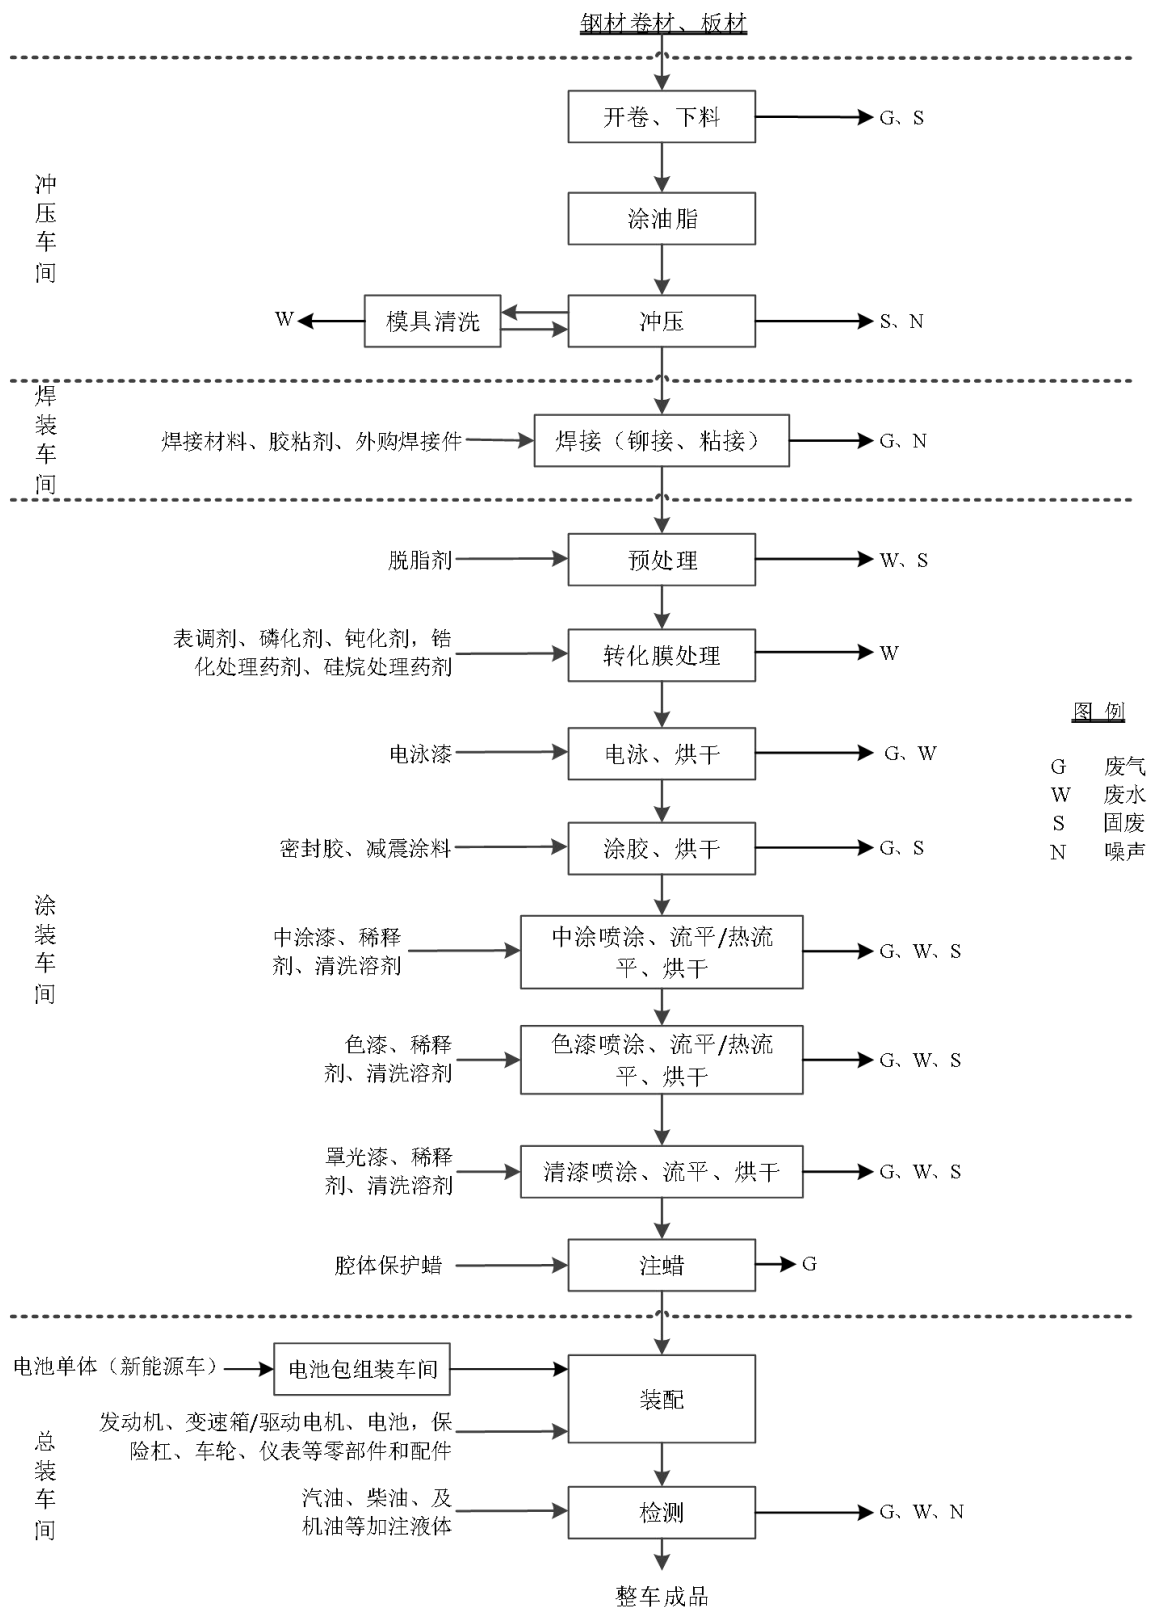 钢材卷材、板材
冲压车间
开卷、下料
G、S
涂油脂
W
模具清洗
冲压
S、N
焊装车间
焊接材料、胶粘剂、外购焊接件
焊接（铆接、粘接）
G、N
涂装车间
脱脂剂
预处理
W、S
表调剂、磷化剂、钝化剂，锆
化处理药剂、硅烷处理药剂
转化膜处理
W
电泳漆
电泳、烘干
G、W
密封胶、减震涂料
涂胶、烘干
G、S
中涂漆、稀释
剂、清洗溶剂
中涂喷涂、流平/热流
平、烘干
G、W、S
色漆、稀释
剂、清洗溶剂
色漆喷涂、流平/热流
平、烘干
G、W、S
罩光漆、稀释
剂、清洗溶剂
清漆喷涂、流平、烘干
G、W、S
腔体保护蜡
注蜡
G
图 例
G 废气
W 废水
S 固废
N 噪声
总装车间
电池单体（新能源车）
电池包组装车间
装配
发动机、变速箱/驱动电机、电池，保
险杠、车轮、仪表等零部件和配件
汽油、柴油、及
机油等加注液体
检测
G、W、N
整车成品